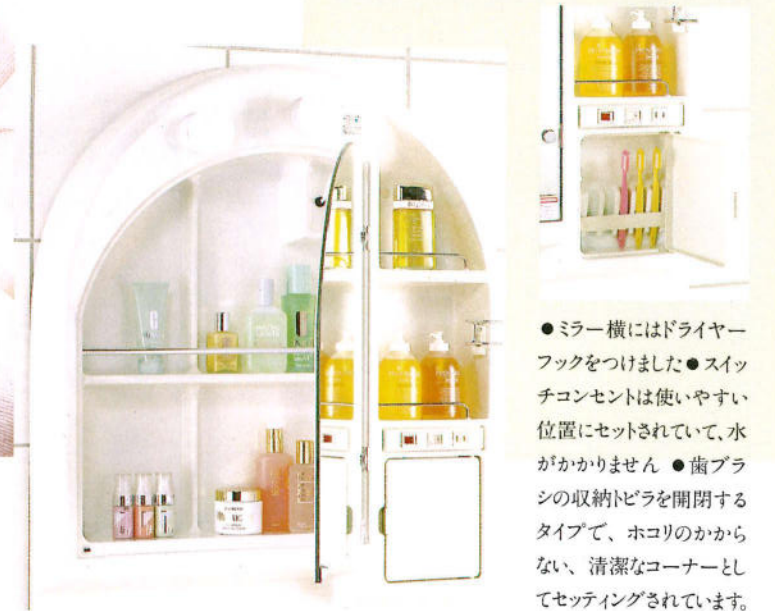 ●ミラー横にはドライヤー
フックをつけました●スイッ
チコンセントは使いやすい
位置にセットされていて、水
がかかりません ●歯ブラ
シの収納トビラを開閉する
タイプで、ホコリのかから
ない、清潔なコーナーとし
てセッティングされています。